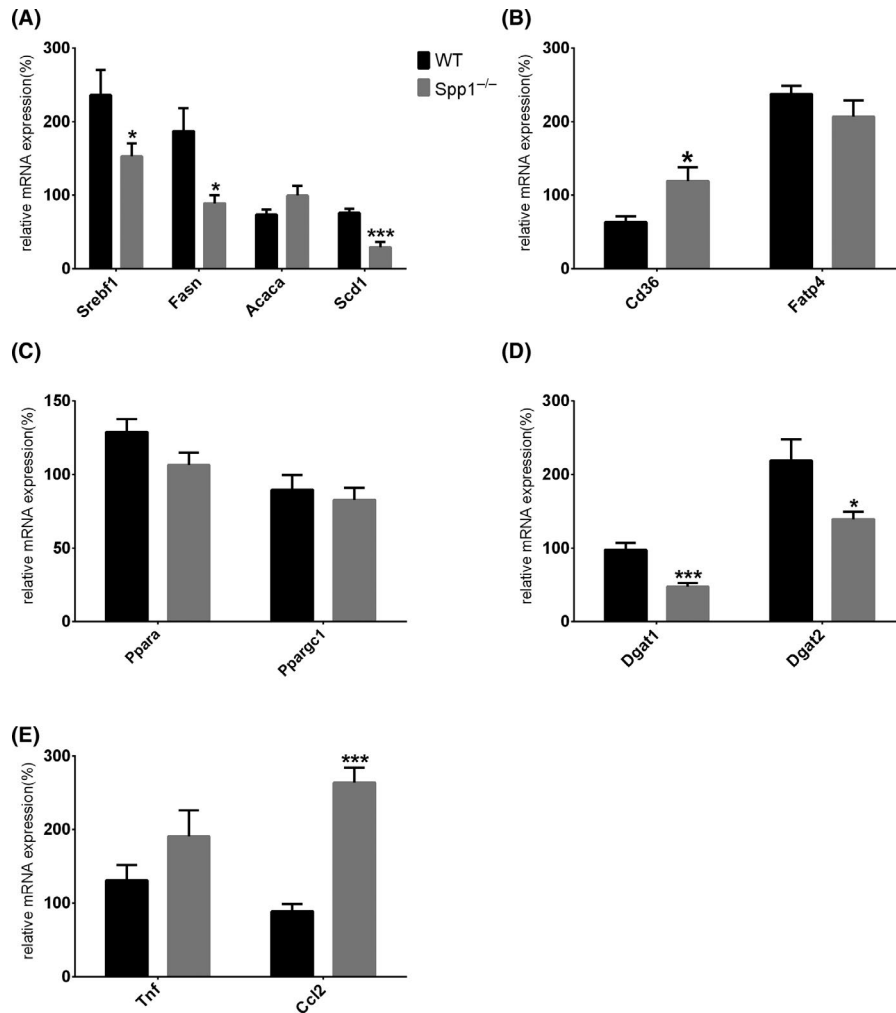 (A)
relative mRNA expression(%)
300
200
100
0
*
*
***
Srebf1
Fasn
Acaca
Scd1
WT
Spp1–/–
(B)
relative mRNA expression(%)
300
200
100
0
*
Cd36
Fatp4
(C)
relative mRNA expression(%)
150
100
50
0
Ppara
Ppargc1
(D)
relative mRNA expression(%)
300
200
100
0
***
*
Dgat1
Dgat2
(E)
relative mRNA expression(%)
300
200
100
0
***
Tnf
Ccl2